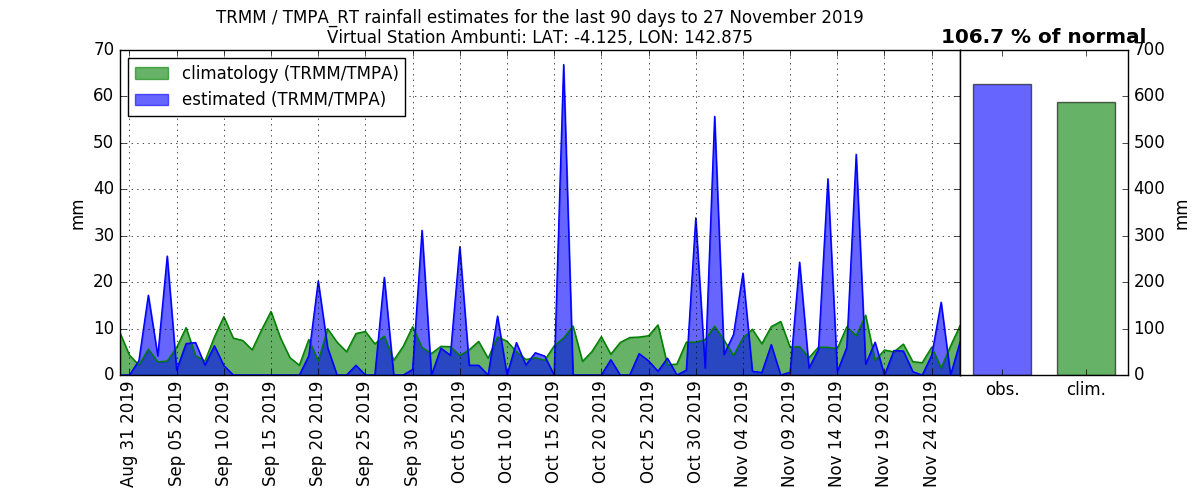 TRMM / TMPA_RT rainfall estimates for the last 90 days to 27 November 2019
Virtual Station Ambunti: LAT: -4.125, LON: 142.875
106.7 % of normal
climatology (TRMM/TMPA)
estimated (TRMM/TMPA)
mm
70
60
50
40
30
20
10
0
Aug 31 2019
Sep 05 2019
Sep 10 2019
Sep 15 2019
Sep 20 2019
Sep 25 2019
Sep 30 2019
Oct 05 2019
Oct 10 2019
Oct 15 2019
Oct 20 2019
Oct 25 2019
Oct 30 2019
Nov 04 2019
Nov 09 2019
Nov 14 2019
Nov 19 2019
Nov 24 2019
obs.
clim.
700
600
500
400
300
200
100
0
mm